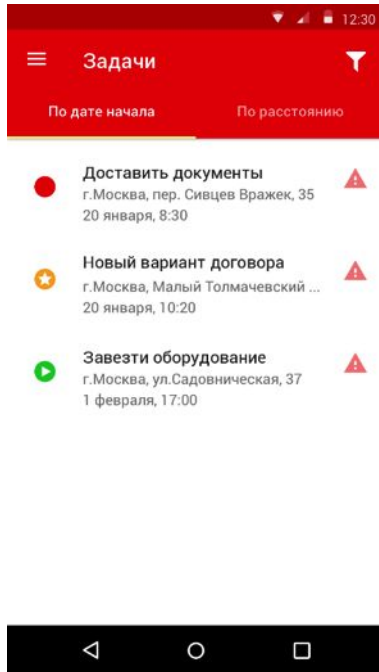 12:30
Задачи
По дате начала
По расстоянию
Доставить документы
г.Москва, пер. Сивцев Вражек, 35
20 января, 8:30
Новый вариант договора
г.Москва, Малый Толмачевский ...
20 января, 10:20
Завезти оборудование
г.Москва, ул.Садовническая, 37
1 февраля, 17:00